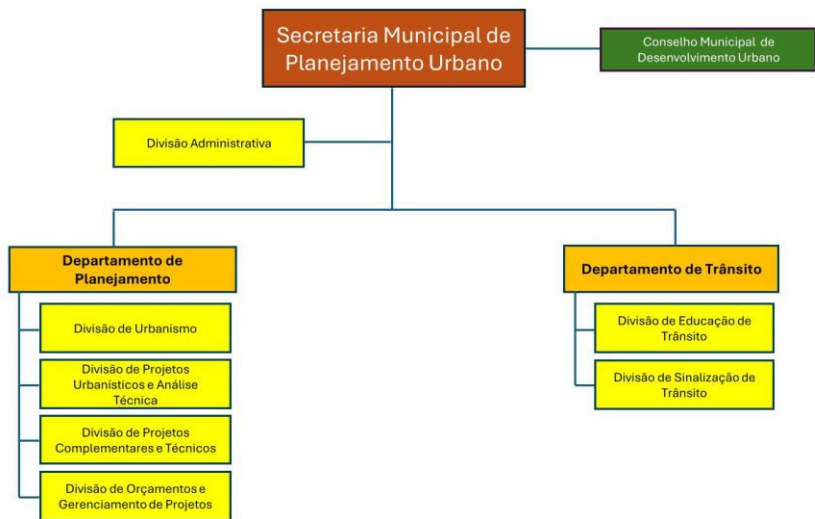 Secretaria Municipal de
Planejamento Urbano
Conselho Municipal de
Desenvolvimento Urbano
Divisão Administrativa
Departamento de
Planejamento
Divisão de Urbanismo
Divisão de Projetos
Urbanísticos e Análise
Técnica
Divisão de Projetos
Complementares e Técnicos
Divisão de Orçamentos e
Gerenciamento de Projetos
Departamento de Trânsito
Divisão de Educação de
Trânsito
Divisão de Sinalização de
Trânsito